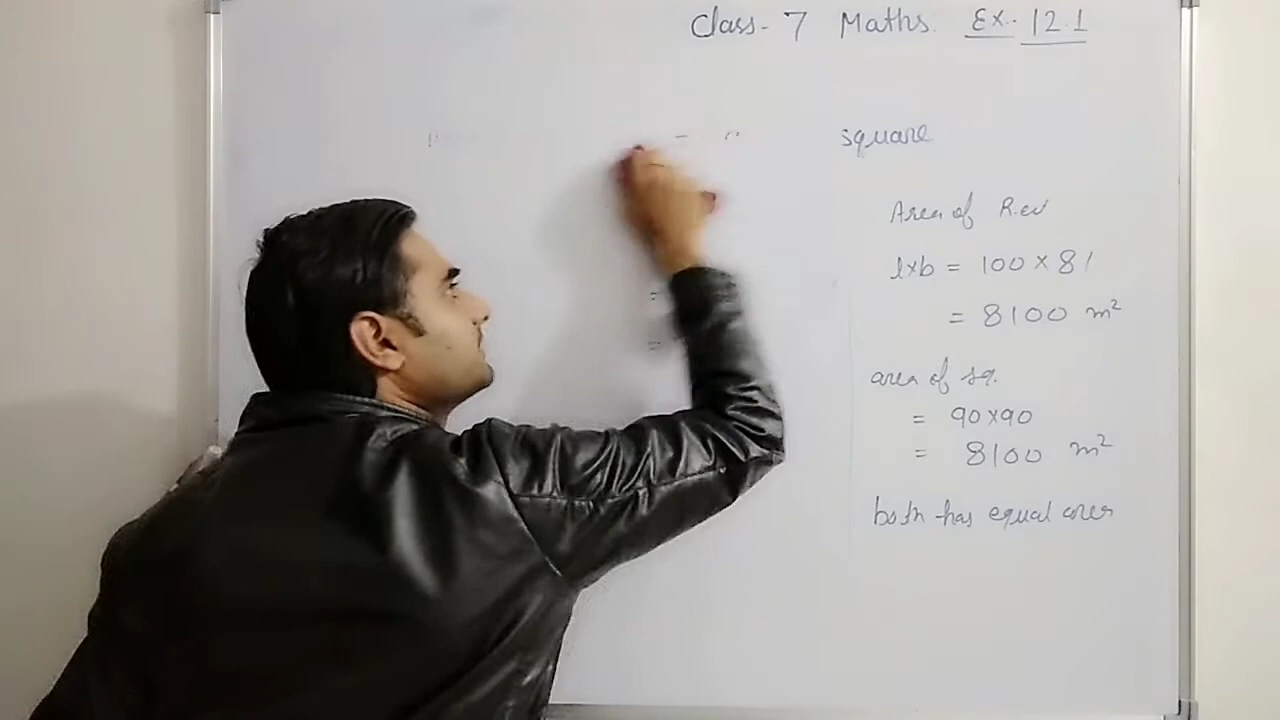 Class- 7 Maths. Ex.. 12.1
square
Area of Rec
l×b = 100 × 81
= 8100 m²
area of sq.
= 90×90
= 8100 m²
both has equal area
=
=